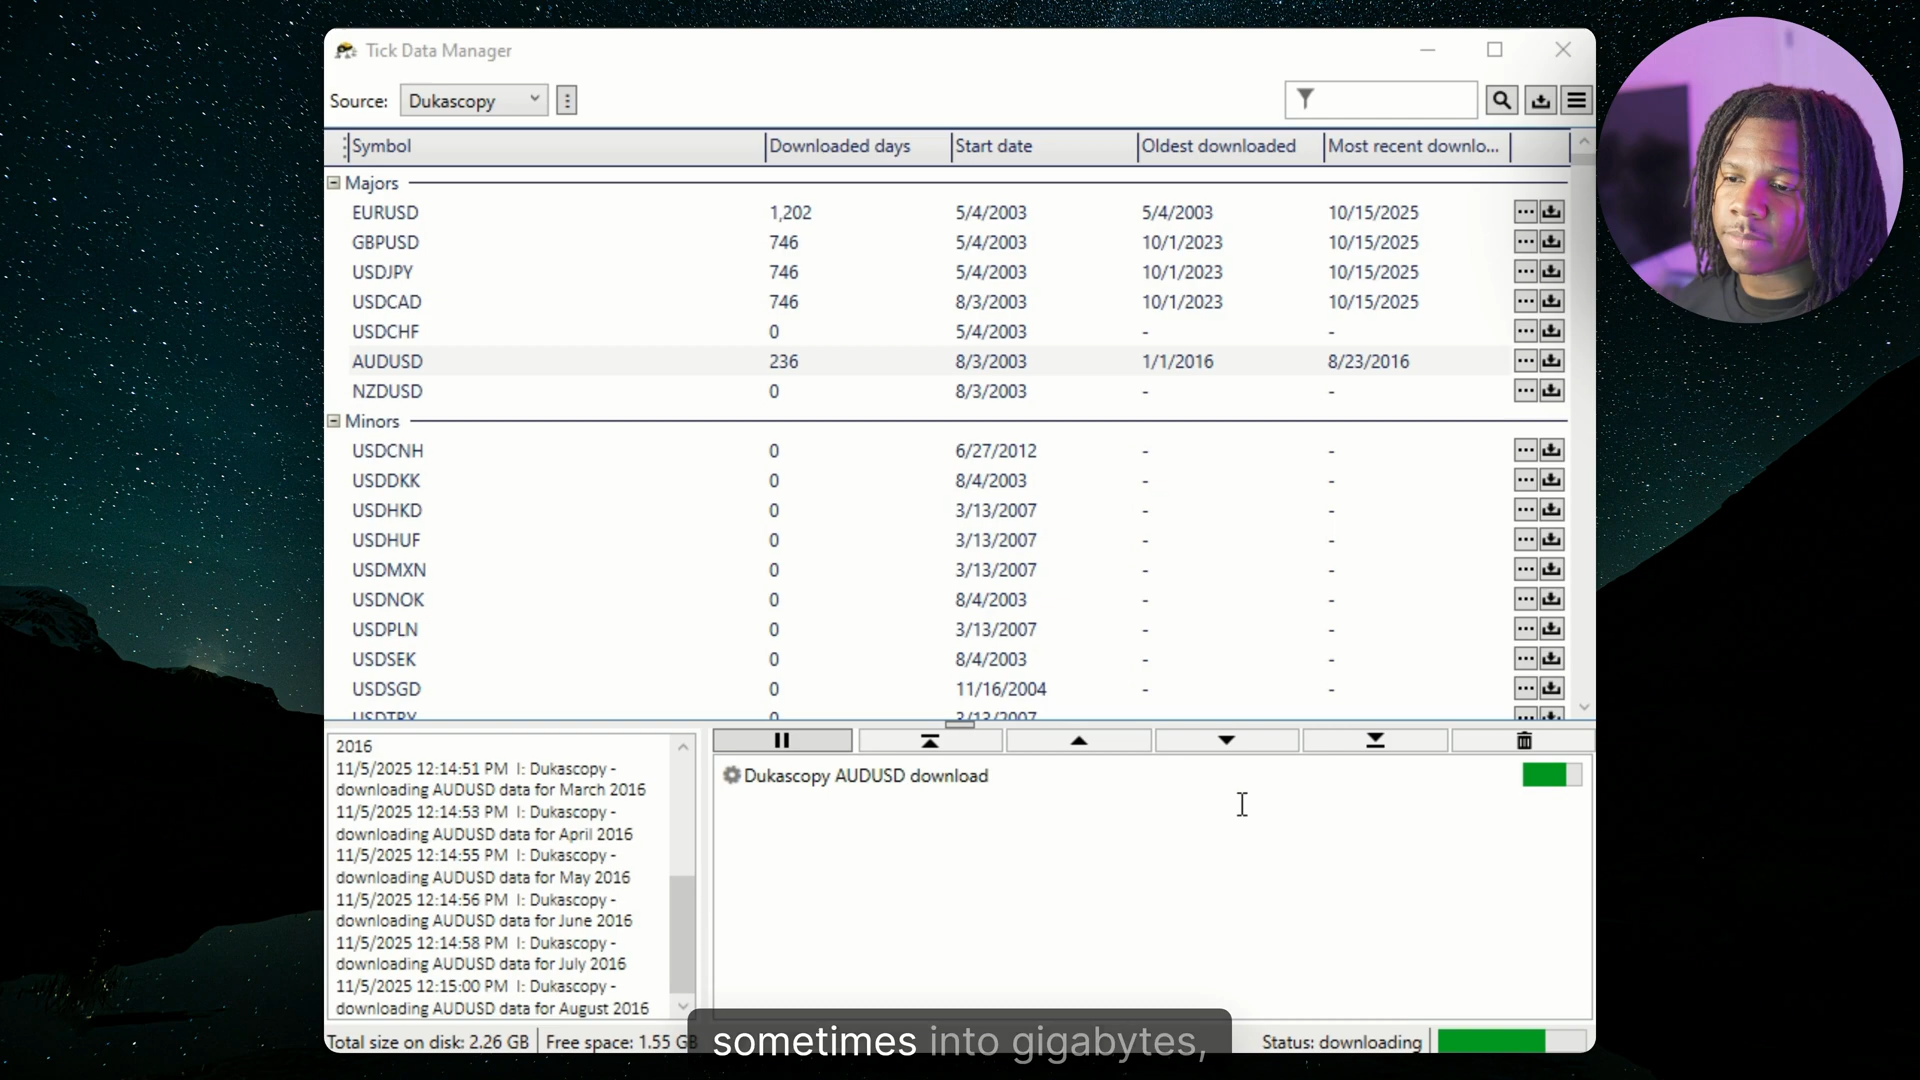 Tick Data Manager
Source: Dukascopy
Symbol Downloaded days Start date Oldest downloaded Most recent downlo...
Majors
EURUSD 1,202 5/4/2003 5/4/2003 10/15/2025
GBPUSD 746 5/4/2003 10/1/2023 10/15/2025
USDJPY 746 5/4/2003 10/1/2023 10/15/2025
USDCAD 746 8/3/2003 10/1/2023 10/15/2025
USDCHF 0 5/4/2003 - -
AUDUSD 236 8/3/2003 1/1/2016 8/23/2016
NZDUSD 0 8/3/2003 - -
Minors
USDCNH 0 6/27/2012 - -
USDDKK 0 8/4/2003 - -
USDHKD 0 3/13/2007 - -
USDHUF 0 3/13/2007 - -
USDMXN 0 3/13/2007 - -
USDNOK 0 8/4/2003 - -
USDPLN 0 3/13/2007 - -
USDSEK 0 8/4/2003 - -
USDSGD 0 11/16/2004 - -
USDTRY 0 3/13/2007
2016
11/5/2025 12:14:51 PM I: Dukascopy -
downloading AUDUSD data for March 2016
11/5/2025 12:14:53 PM I: Dukascopy -
downloading AUDUSD data for April 2016
11/5/2025 12:14:55 PM I: Dukascopy -
downloading AUDUSD data for May 2016
11/5/2025 12:14:56 PM I: Dukascopy -
downloading AUDUSD data for June 2016
11/5/2025 12:14:58 PM I: Dukascopy -
downloading AUDUSD data for July 2016
11/5/2025 12:15:00 PM I: Dukascopy -
downloading AUDUSD data for August 2016
Dukascopy AUDUSD download
Total size on disk: 2.26 GB Free space: 1.55 GB
sometimes into gigabytes,
Status: downloading